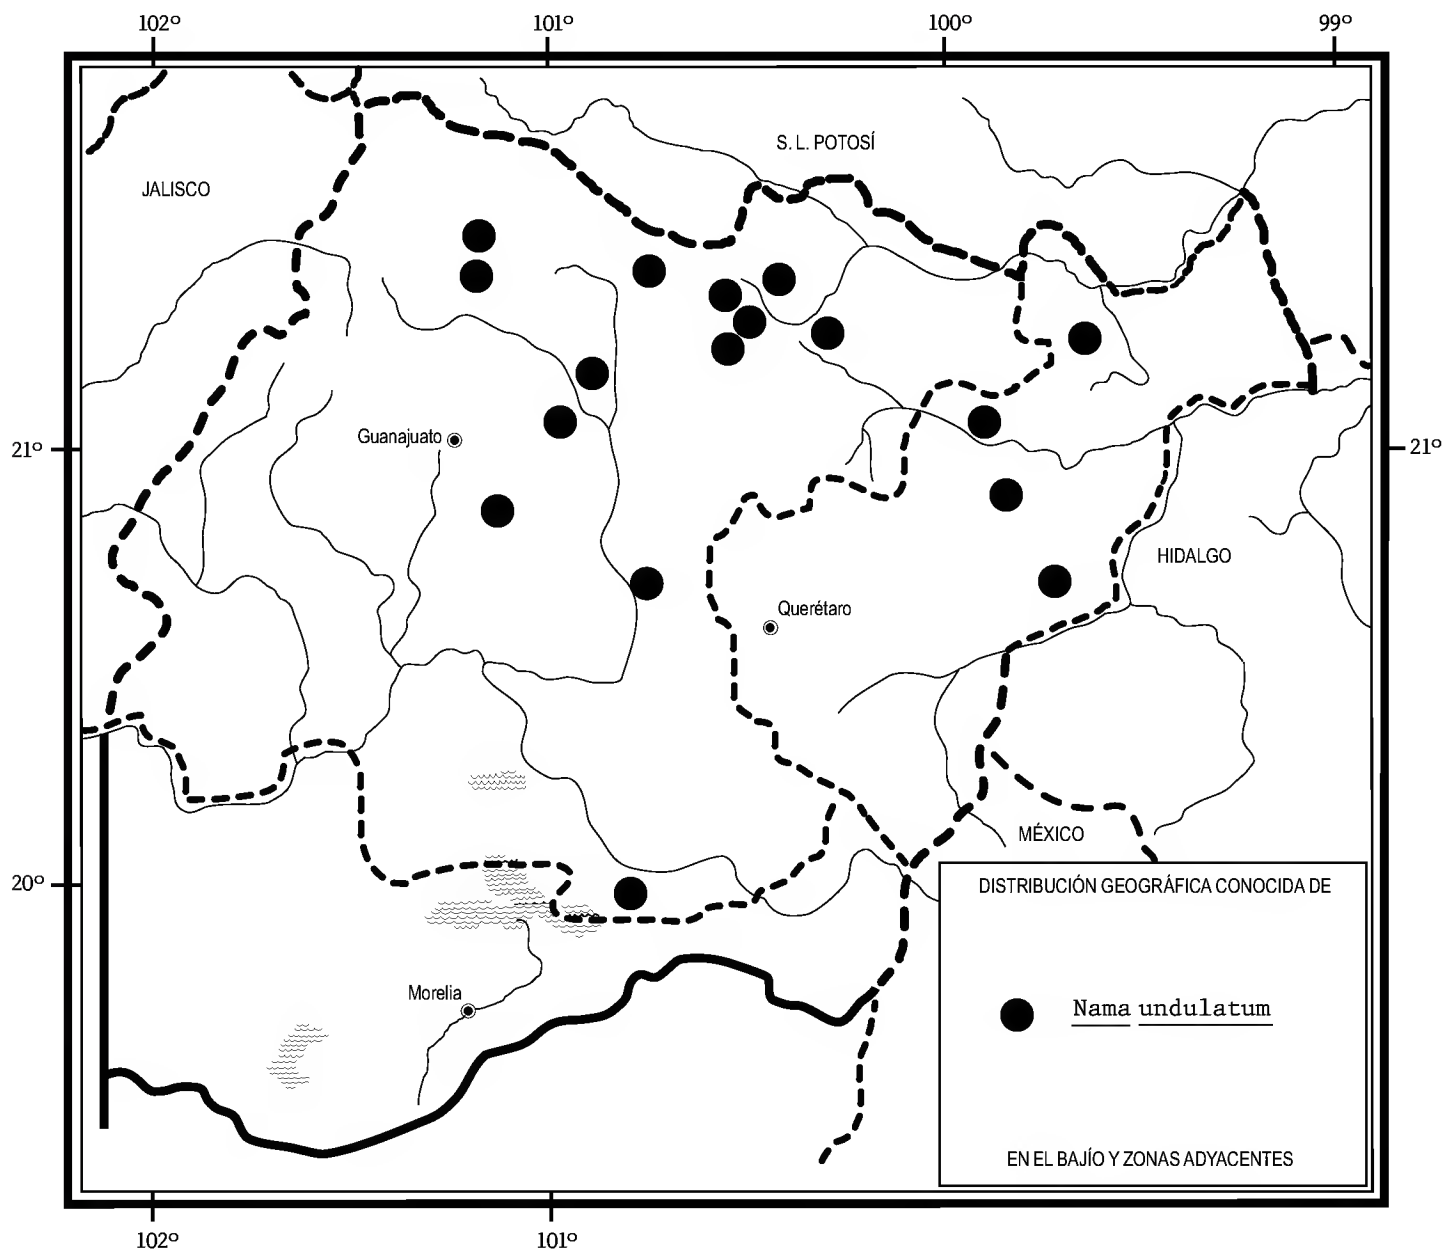 102º 101º 100º 99º
S. L. POTOSÍ
JALISCO
Guanajuato
21º 21º
HIDALGO
Querétaro
MÉXICO
20º
DISTRIBUCIÓN GEOGRÁFICA CONOCIDA DE
Morelia
Nama undulatum
EN EL BAJÍO Y ZONAS ADYACENTES
102º 101º